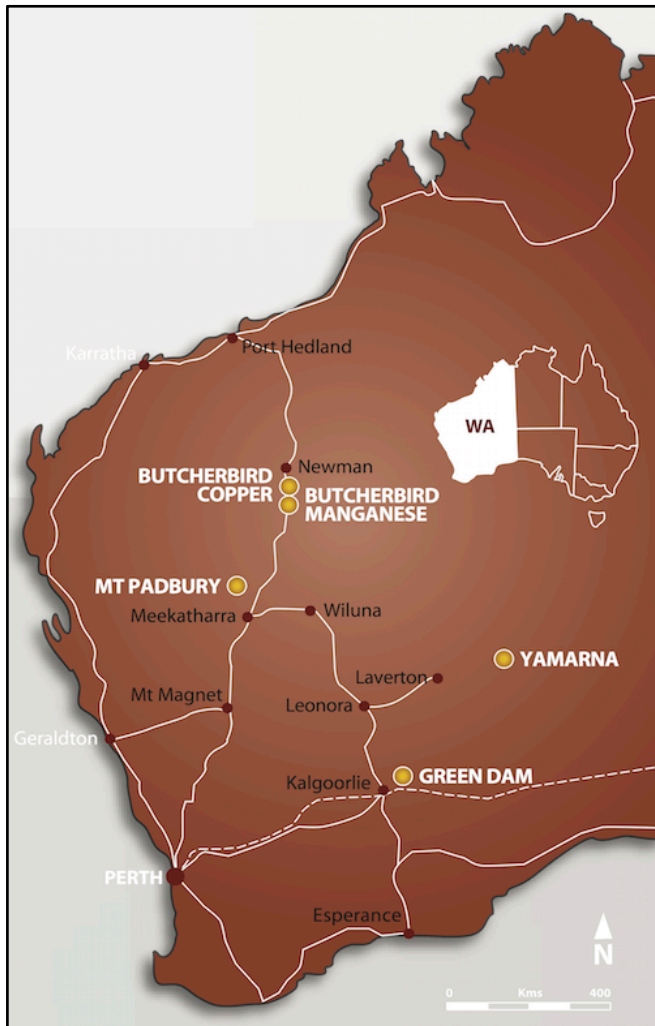 Karratha
Port Hedland
WA
Newman
BUTCHERBIRD
COPPER
BUTCHERBIRD
MANGANESE
MT PADBURY
Meekatharra
Wiluna
YAMARNA
Laverton
Mt Magnet
Leonora
Geraldton
GREEN DAM
Kalgoorlie
PERTH
Esperance
N
0 Kms 400